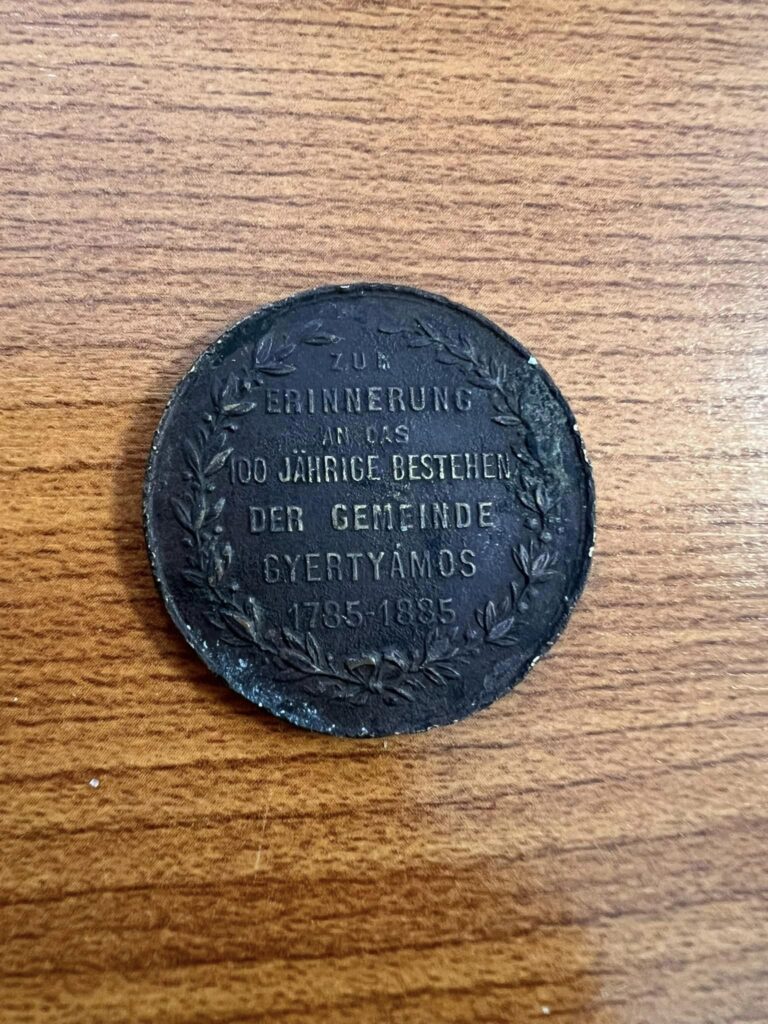 ZUR
ERINNERUNG
AN DAS
100 JÄHRIGE BESTEHEN
DER GEMEINDE
GYERTYÁMOS
1785-1885